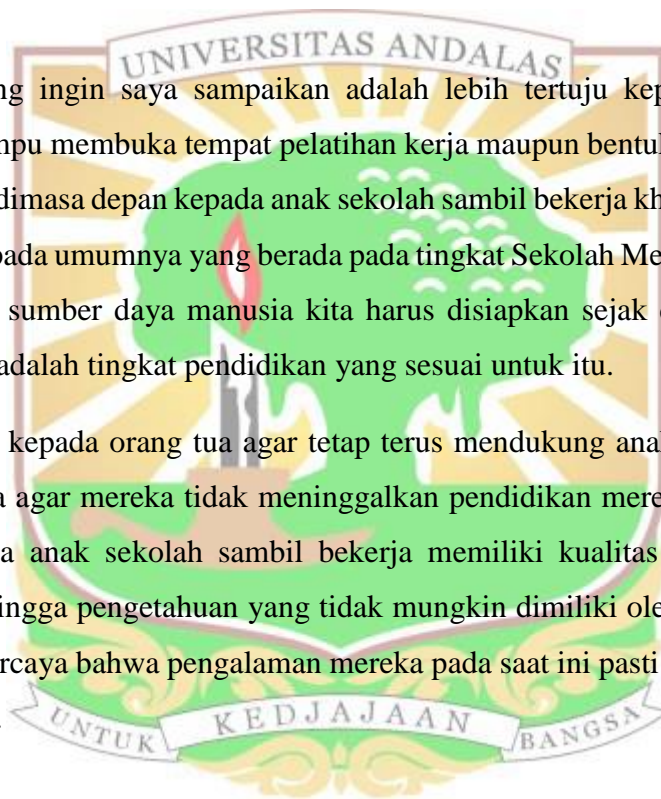 UNIVERSITAS ANDALAS
ng ingin saya sampaikan adalah lebih tertuju kep
mpu membuka tempat pelatihan kerja maupun bentuk
dimasa depan kepada anak sekolah sambil bekerja kh
pada umumnya yang berada pada tingkat Sekolah Me
sumber daya manusia kita harus disiapkan sejak
adalah tingkat pendidikan yang sesuai untuk itu.
kepada orang tua agar tetap terus mendukung anal
a agar mereka tidak meninggalkan pendidikan mere
a anak sekolah sambil bekerja memiliki kualitas
ingga pengetahuan yang tidak mungkin dimiliki ole
rcaya bahwa pengalaman mereka pada saat ini pasti
UNTUK KEDJAJAAN BANGSA